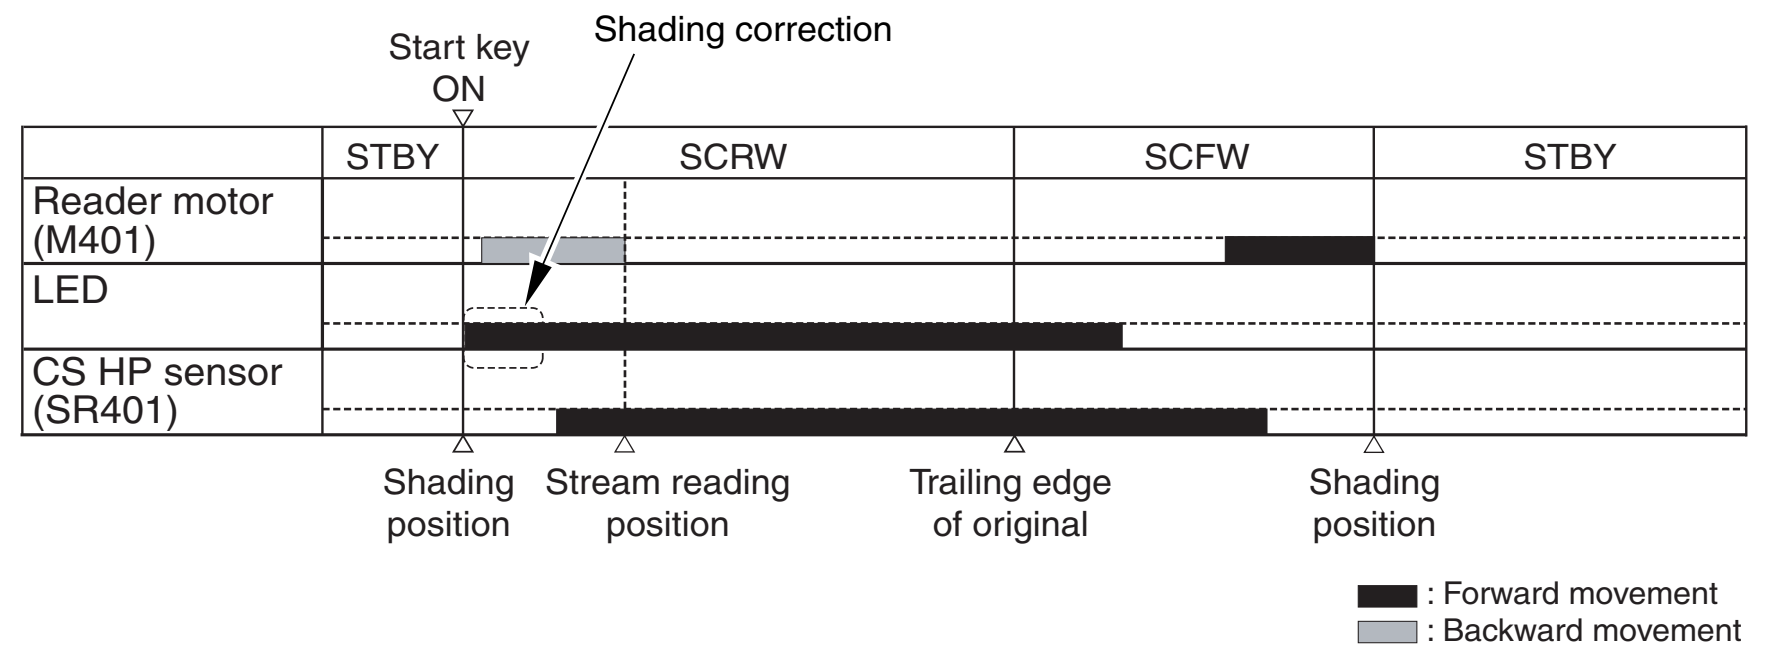 Shading correction
Start key
ON
STBY SCRW SCFW STBY
Reader motor
(M401)
LED
CS HP sensor
(SR401)
Shading
position
Stream reading
position
Trailing edge
of original
Shading
position
: Forward movement
: Backward movement